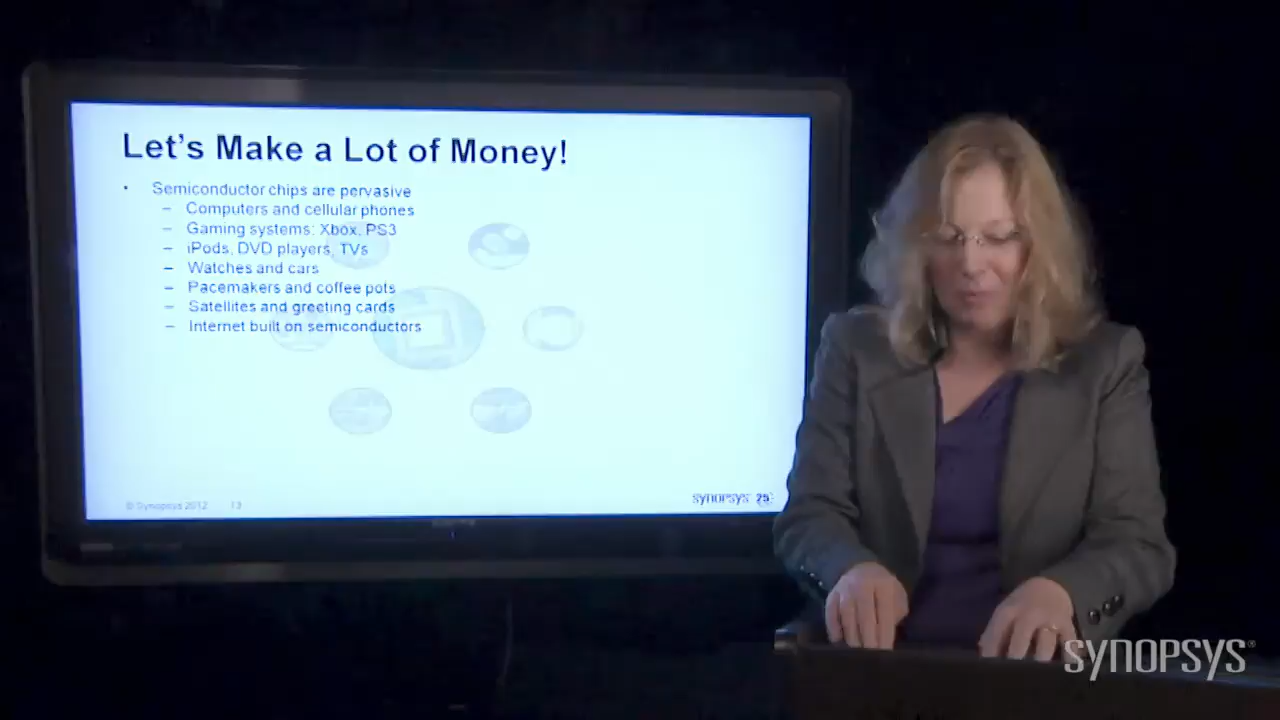 Let's Make a Lot of Money!
• Semiconductor chips are pervasive
– Computers and cellular phones
– Gaming systems: Xbox, PS3
– iPods, DVD players, TVs
– Watches and cars
– Pacemakers and coffee pots
– Satellites and greeting cards
– Internet built on semiconductors
© Synopsys 2012 13
SYNOPSYS 25
SYNOPSYS®